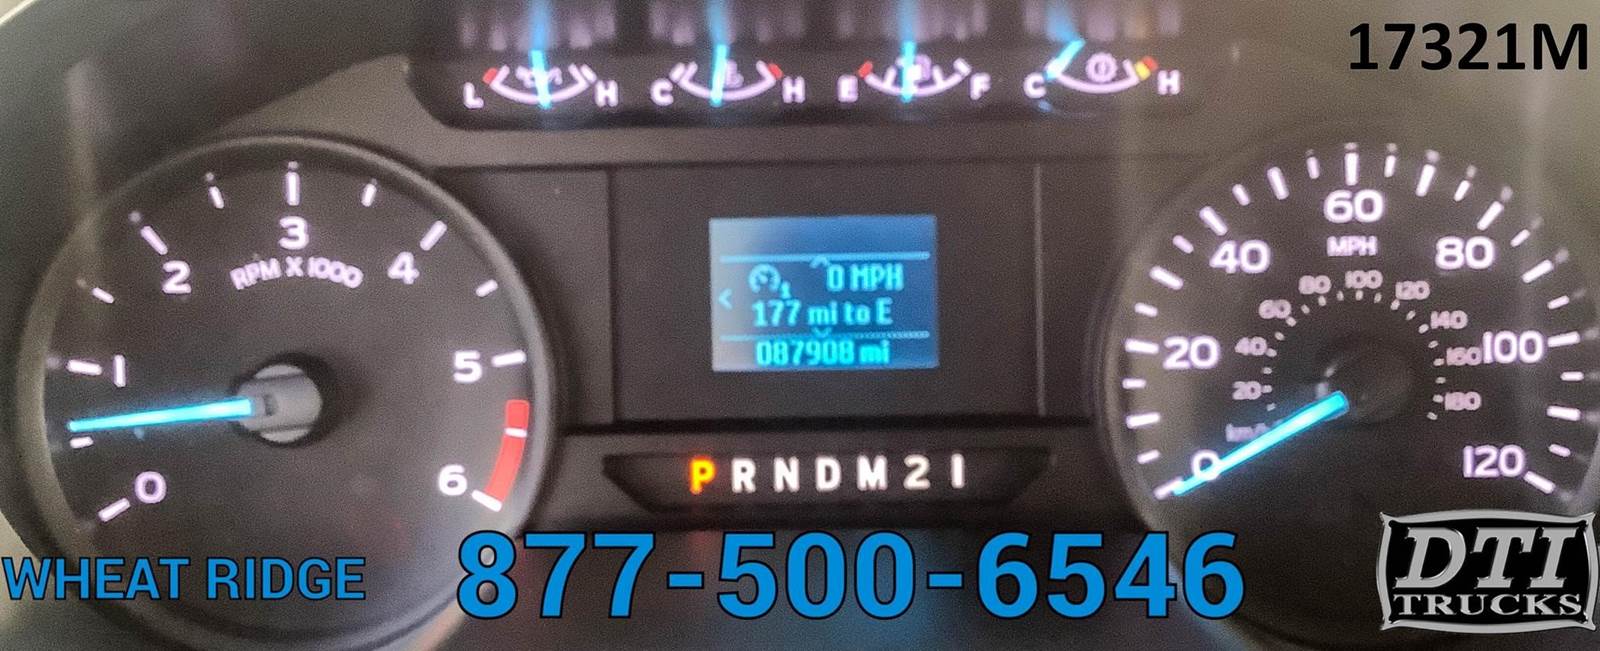 17321M
L H C H E F C H
0 1 2 3 4 5 6
RPM X 1000
0 MPH
177 mi to E
087908 mi
0 20 40 60 80 100 120
MPH
20 40 60 80 100 120 140 160 180
km/h
P R N D M 2 1
WHEAT RIDGE
877-500-6546
DTI
TRUCKS